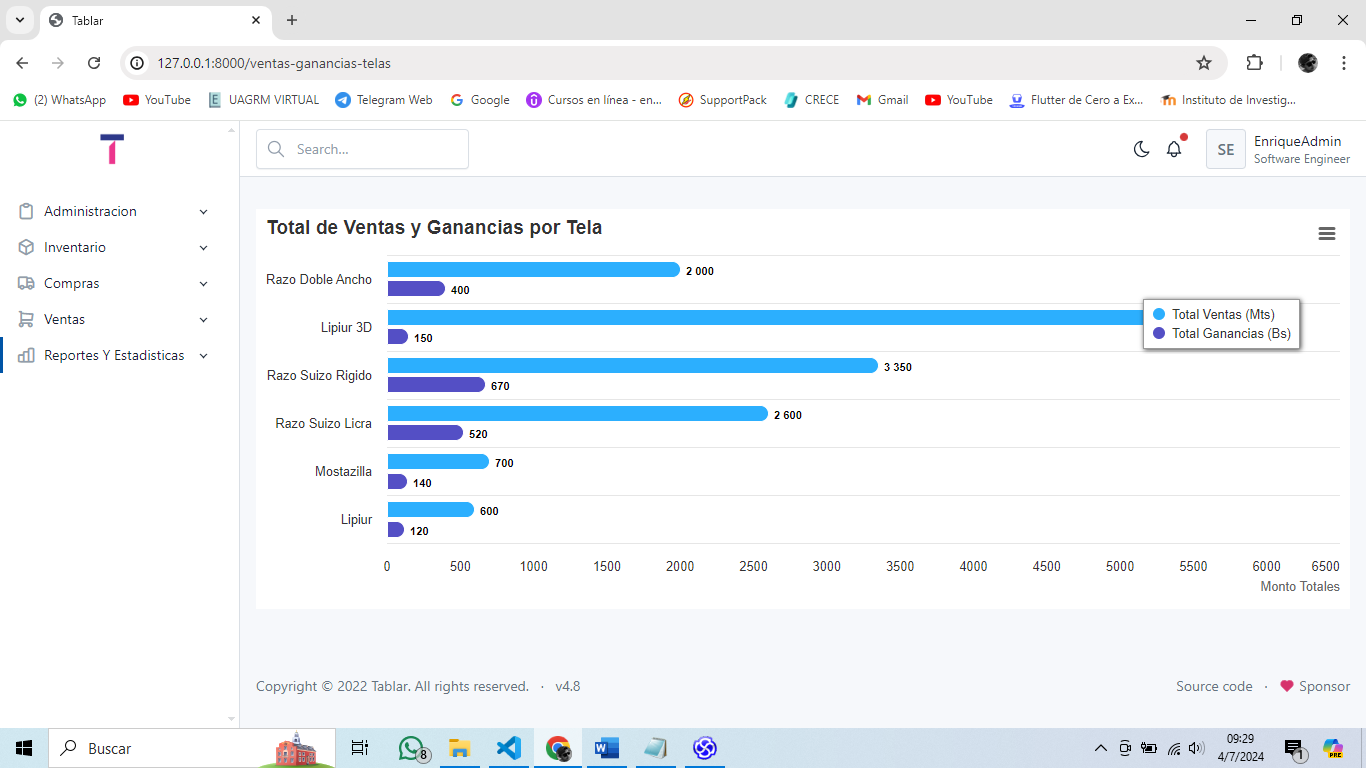 Tablar
127.0.0.1:8000/ventas-ganancias-telas
(2) WhatsApp YouTube UAGRM VIRTUAL Telegram Web Google Cursos en línea - en... SupportPack CRECE Gmail YouTube Flutter de Cero a Ex... Instituto de Investig...
T
Search...
SE
EnriqueAdmin
Software Engineer
Administracion
Inventario
Compras
Ventas
Reportes Y Estadisticas
Total de Ventas y Ganancias por Tela
Razo Doble Ancho
2 000
400
Lipiur 3D
150
Total Ventas (Mts)
Total Ganancias (Bs)
Razo Suizo Rigido
3 350
670
Razo Suizo Licra
2 600
520
Mostazilla
700
140
Lipiur
600
120
0 500 1000 1500 2000 2500 3000 3500 4000 4500 5000 5500 6000 6500
Monto Totales
Copyright © 2022 Tablar. All rights reserved. · v4.8
Source code · Sponsor
Buscar
8
09:29
4/7/2024
1
PRE